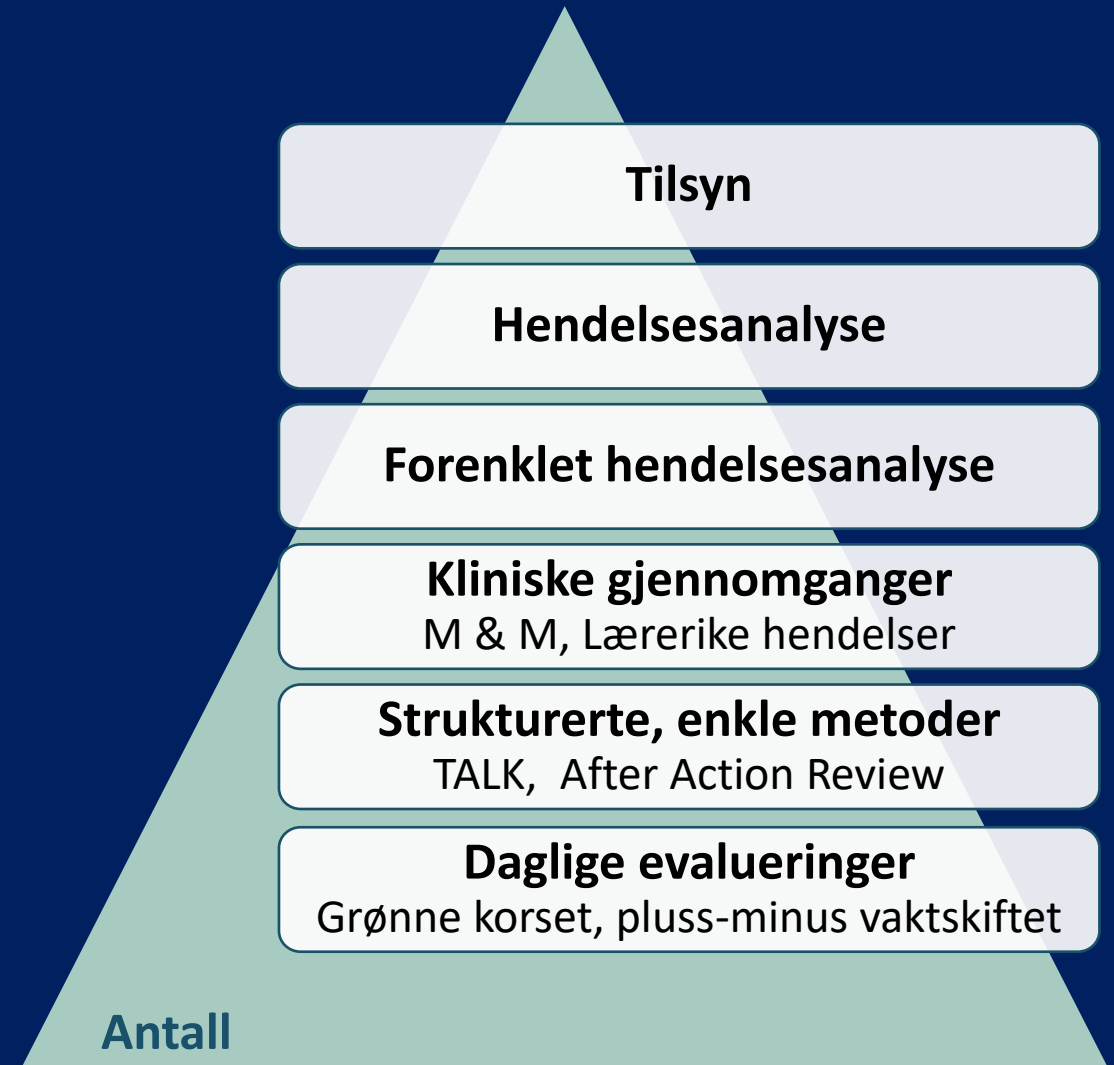 Tilsyn
Hendelsesanalyse
Forenklet hendelsesanalyse
Kliniske gjennomganger
M & M, Lærerike hendelser
Strukturerte, enkle metoder
TALK,  After Action Review
Daglige evalueringer
Grønne korset, pluss-minus vaktskiftet
Antall